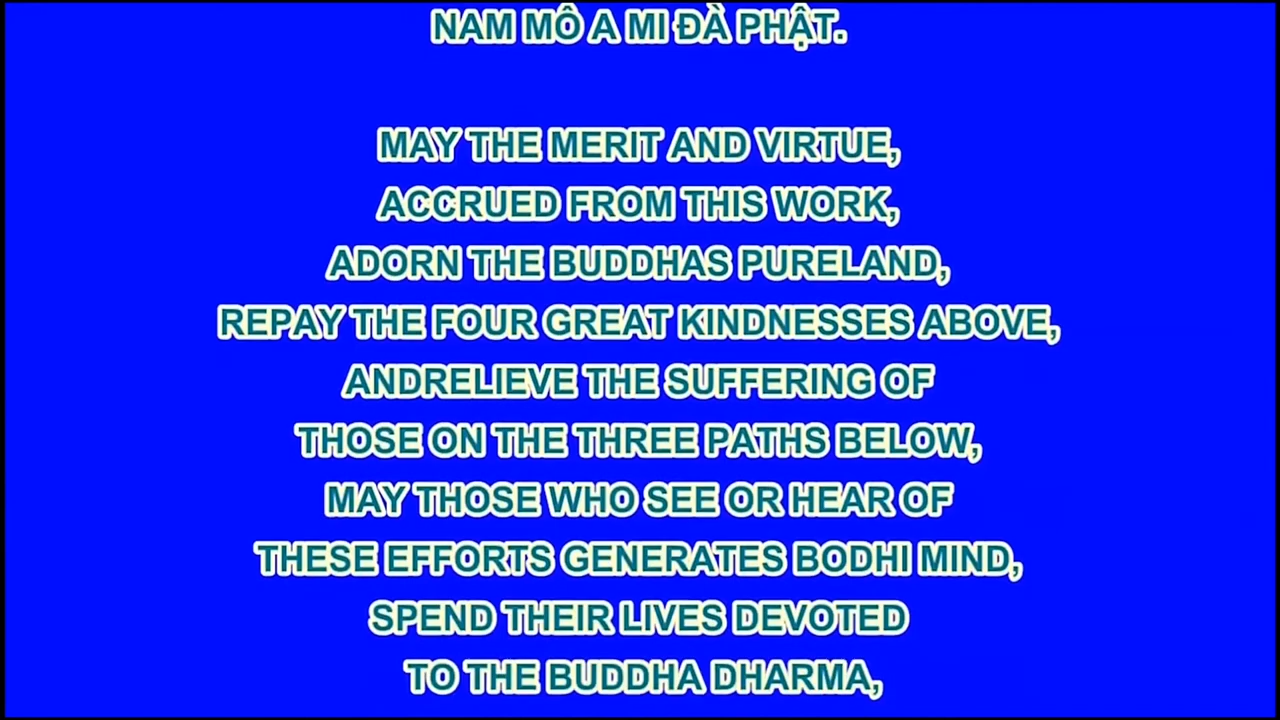 NAM MÔ A MI ĐÀ PHẬT.
MAY THE MERIT AND VIRTUE,
ACCRUED FROM THIS WORK,
ADORN THE BUDDHAS PURELAND,
REPAY THE FOUR GREAT KINDNESSES ABOVE,
ANDRELIEVE THE SUFFERING OF
THOSE ON THE THREE PATHS BELOW,
MAY THOSE WHO SEE OR HEAR OF
THESE EFFORTS GENERATES BODHI MIND,
SPEND THEIR LIVES DEVOTED
TO THE BUDDHA DHARMA,